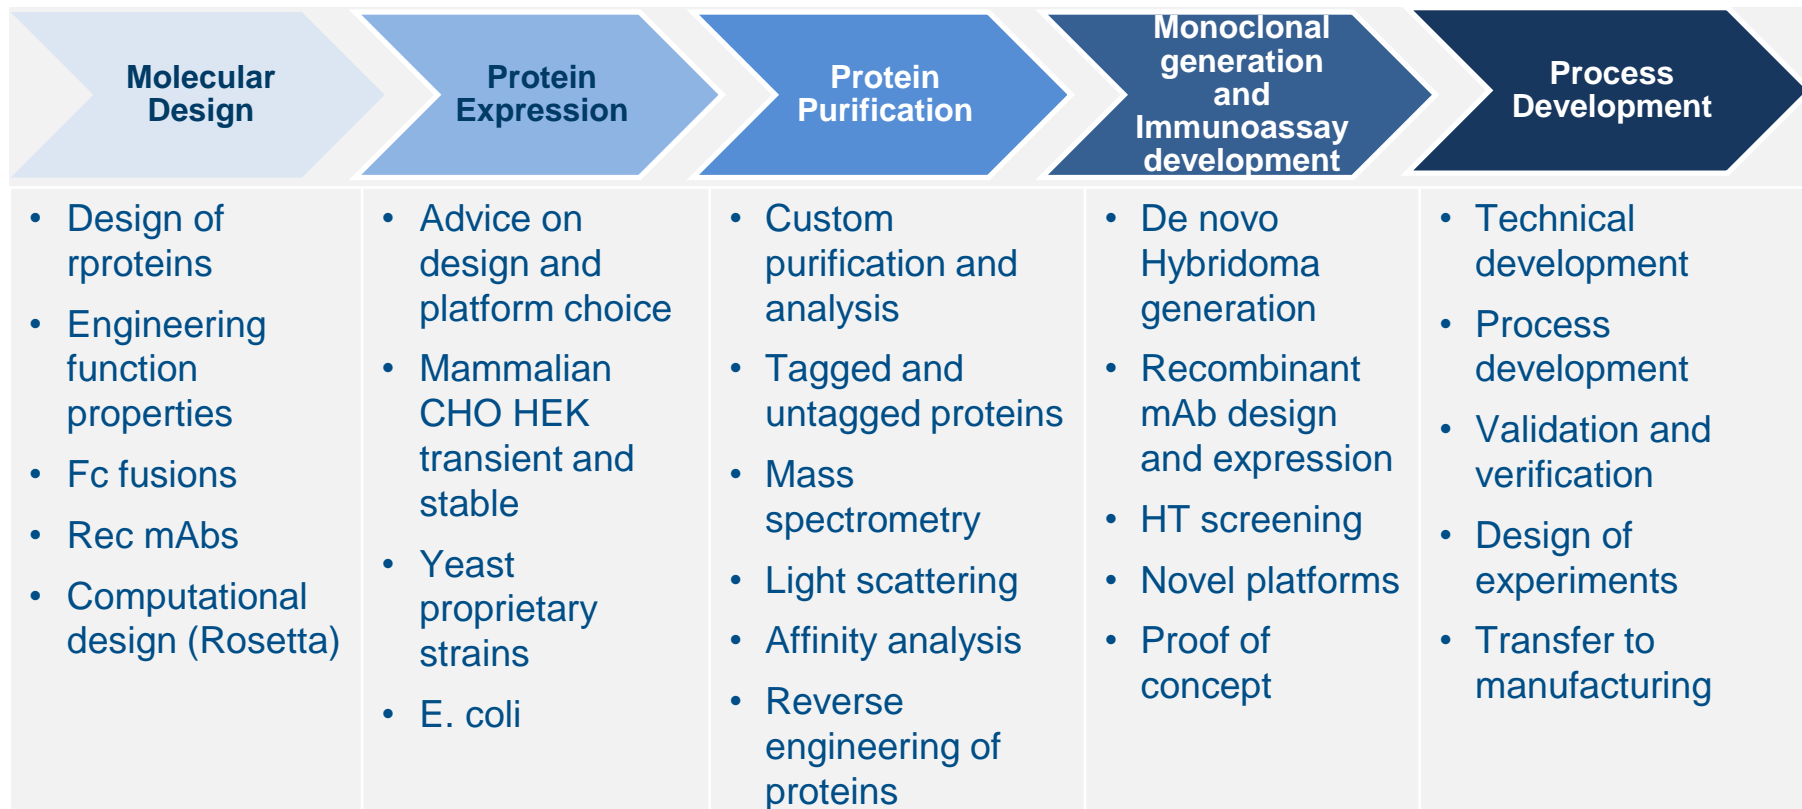 Molecular
Design
Protein
Expression
Protein
Purification
Monoclonal
generation
and
Immunoassay
development
Process
Development
• Design of
rproteins
• Engineering
function
properties
• Fc fusions
• Rec mAbs
• Computational
design (Rosetta)
• Advice on
design and
platform choice
• Mammalian
CHO HEK
transient and
stable
• Yeast
proprietary
strains
• E. coli
• Custom
purification and
analysis
• Tagged and
untagged proteins
• Mass
spectrometry
• Light scattering
• Affinity analysis
• Reverse
engineering of
proteins
• De novo
Hybridoma
generation
• Recombinant
mAb design
and expression
• HT screening
• Novel platforms
• Proof of
concept
• Technical
development
• Process
development
• Validation and
verification
• Design of
experiments
• Transfer to
manufacturing